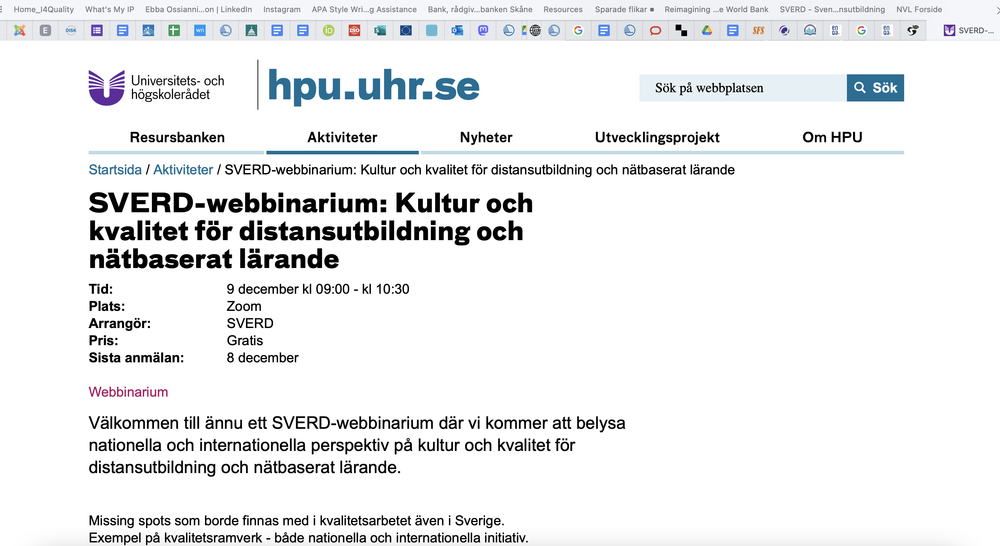 Home_I4Quality What's My IP Ebba Ossianni...on | LinkedIn Instagram APA Style Wri...g Assistance Bank, rådgiv...banken Skåne Resources Sparade flikar Reimagining ...e World Bank SVERD - Sven...nsutbildning NVL Forside
E DISK wn iD ISO S o icde SFS en qa. en qa. SVERD-...
Universitets- och
högskolerådet
hpu.uhr.se
Sök på webbplatsen Sök
Resursbanken Aktiviteter Nyheter Utvecklingsprojekt Om HPU
Startsida / Aktiviteter / SVERD-webbinarium: Kultur och kvalitet för distansutbildning och nätbaserat lärande
SVERD-webbinarium: Kultur och
kvalitet för distansutbildning och
nätbaserat lärande
Tid: 9 december kl 09:00 - kl 10:30
Plats: Zoom
Arrangör: SVERD
Pris: Gratis
Sista anmälan: 8 december
Webbinarium
Välkommen till ännu ett SVERD-webbinarium där vi kommer att belysa
nationella och internationella perspektiv på kultur och kvalitet för
distansutbildning och nätbaserat lärande.
Missing spots som borde finnas med i kvalitetsarbetet även i Sverige.
Exempel på kvalitetsramverk - både nationella och internationella initiativ.